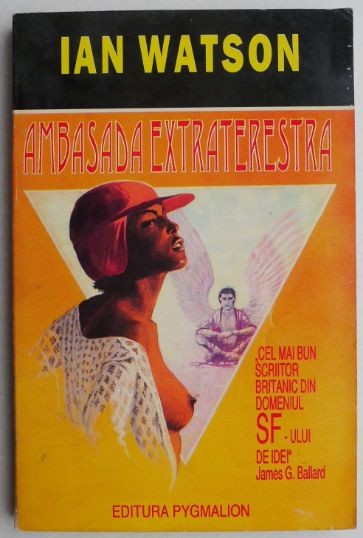 IAN WATSON
AMBASADA EXTRATERESTRA
„CEL MAI BUN
SCRIITOR
BRITANIC DIN
DOMENIUL
SF - ULUI
DE IDEI"
James G. Ballard
EDITURA PYGMALION